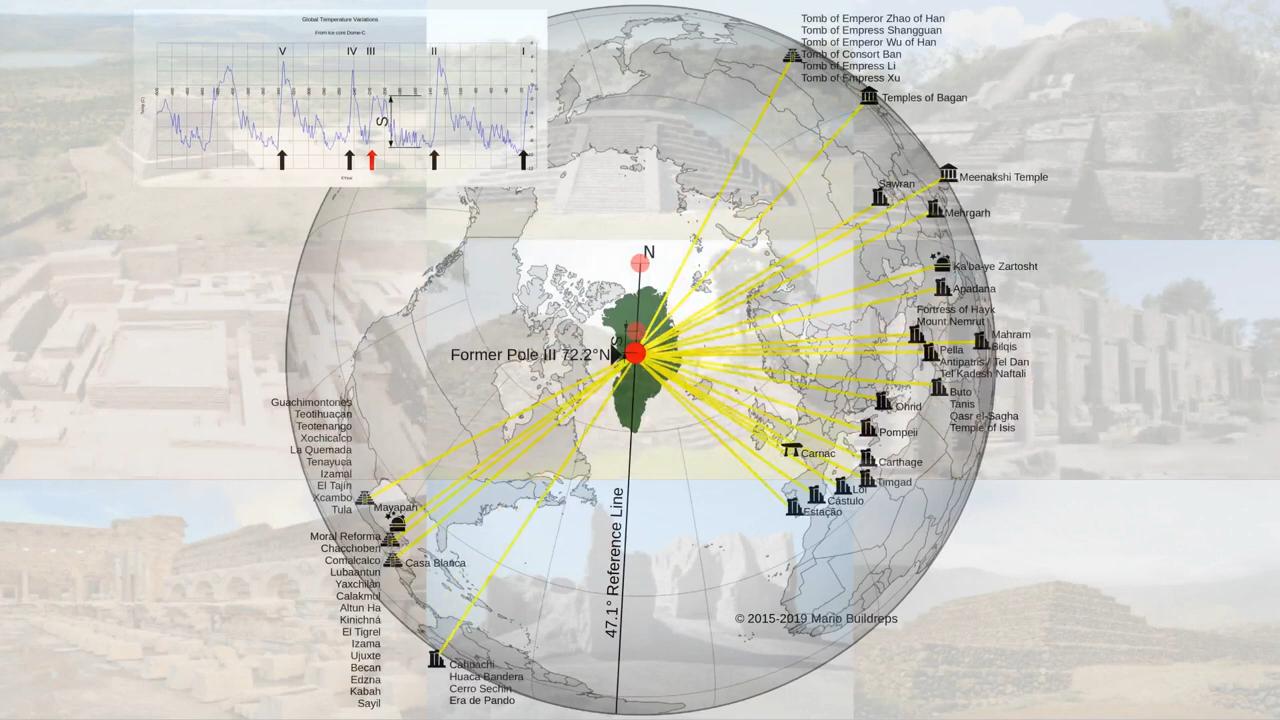 Global Temperature Variations
From Ice core Dome-C
V IV III II I
S
Temp (C)
KYear
Tomb of Emperor Zhao of Han
Tomb of Empress Shangguan
Tomb of Emperor Wu of Han
Tomb of Consort Ban
Tomb of Empress Li
Tomb of Empress Xu
Temples of Bagan
Meenakshi Temple
Sawran
Mehrgarh
N
Ka'ba-ye Zartosht
Apadana
Fortress of Hayk
Mount Nemrut
Mahram
Bilqis
Pella
Antipatris / Tel Dan
Tel Kadesh Naftali
S
Former Pole III 72.2°N
Buto
Tanis
Qasr el-Sagha
Temple of Isis
Ohrid
Pompeii
Carnac
Carthage
Timgad
Loi
Cástulo
Estação
Guachimontones
Teotihuacan
Teotenango
Xochicalco
La Quemada
Tenayuca
Izamal
El Tajin
Xcambo
Tula
Mayapan
Moral Reforma
Chacchoben
Comalcalco
Lubaantun
Yaxchilàn
Calakmul
Altun Ha
Kinichná
El Tigrel
Izama
Ujuxte
Becan
Edzna
Kabah
Sayil
Casa Blanca
47.1° Reference Line
© 2015-2019 Mario Buildreps
Cahuachi
Huaca Bandera
Cerro Sechin
Era de Pando